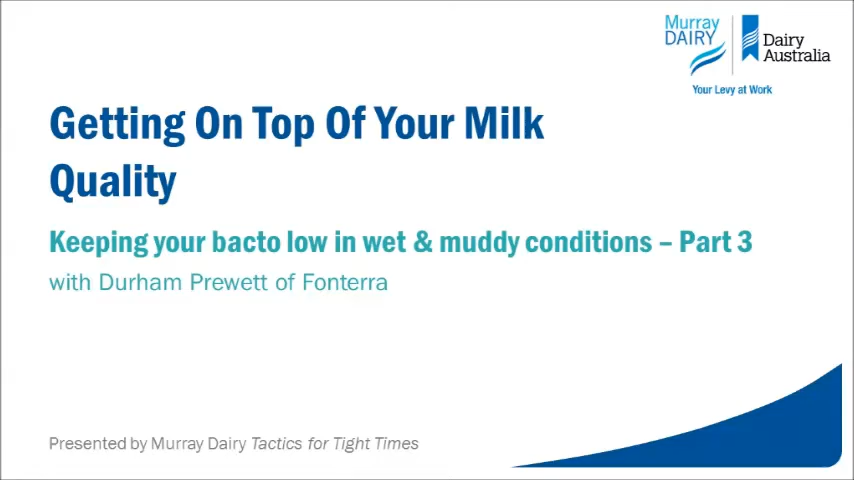 Murray
DAIRY
Dairy
Australia
Your Levy at Work
Getting On Top Of Your Milk
Quality
Keeping your bacto low in wet & muddy conditions – Part 3
with Durham Prewett of Fonterra
Presented by Murray Dairy Tactics for Tight Times